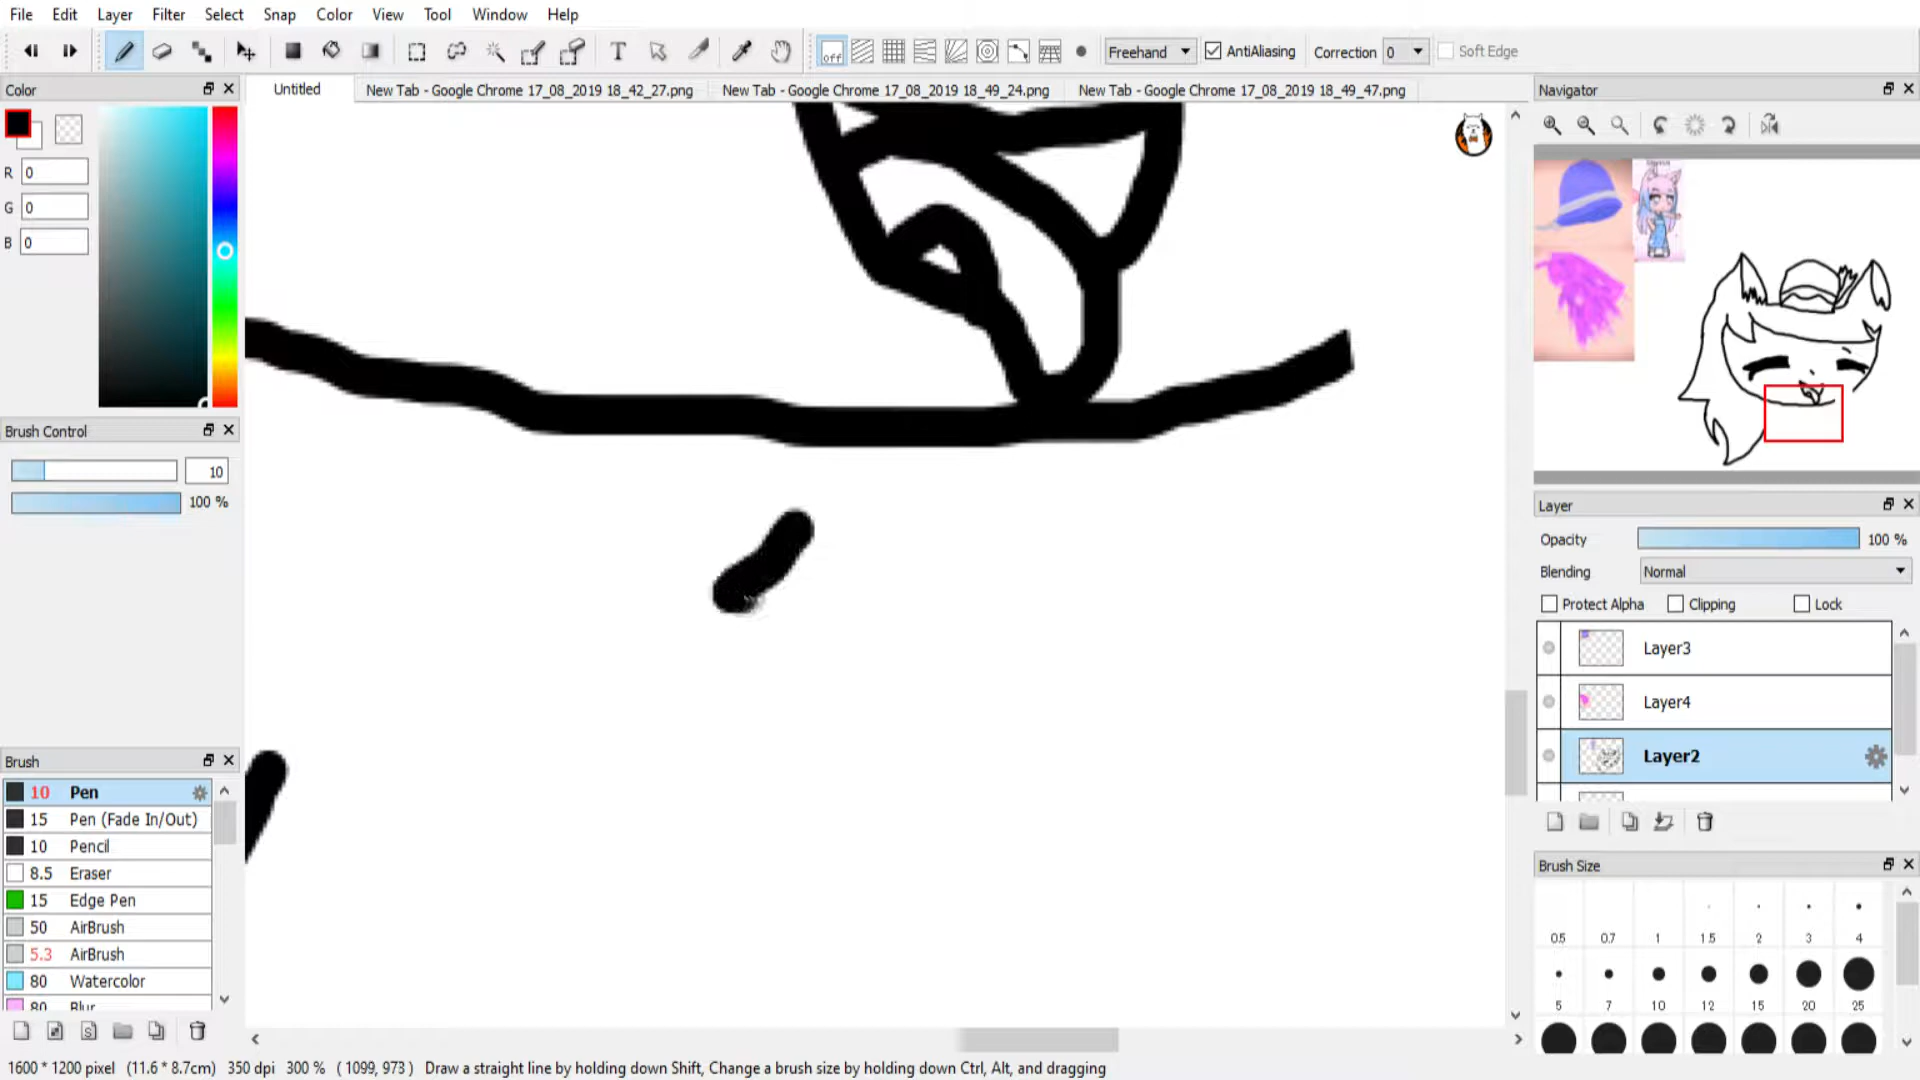 File Edit Layer Filter Select Snap Color View Tool Window Help
off Freehand AntiAliasing Correction 0 Soft Edge
Color
Untitled New Tab - Google Chrome 17_08_2019 18_42_27.png New Tab - Google Chrome 17_08_2019 18_49_24.png New Tab - Google Chrome 17_08_2019 18_49_47.png
Navigator
R 0
G 0
B 0
Brush Control
10
100 %
Layer
Opacity 100 %
Blending Normal
Protect Alpha Clipping Lock
Layer3
Layer4
Layer2
Brush
10 Pen
15 Pen (Fade In/Out)
10 Pencil
8.5 Eraser
15 Edge Pen
50 AirBrush
5.3 AirBrush
80 Watercolor
80 Blur
Brush Size
0.5 0.7 1 1.5 2 3 4
5 7 10 12 15 20 25
1600 * 1200 pixel (11.6 * 8.7cm) 350 dpi 300 % ( 1099, 973 ) Draw a straight line by holding down Shift, Change a brush size by holding down Ctrl, Alt, and dragging